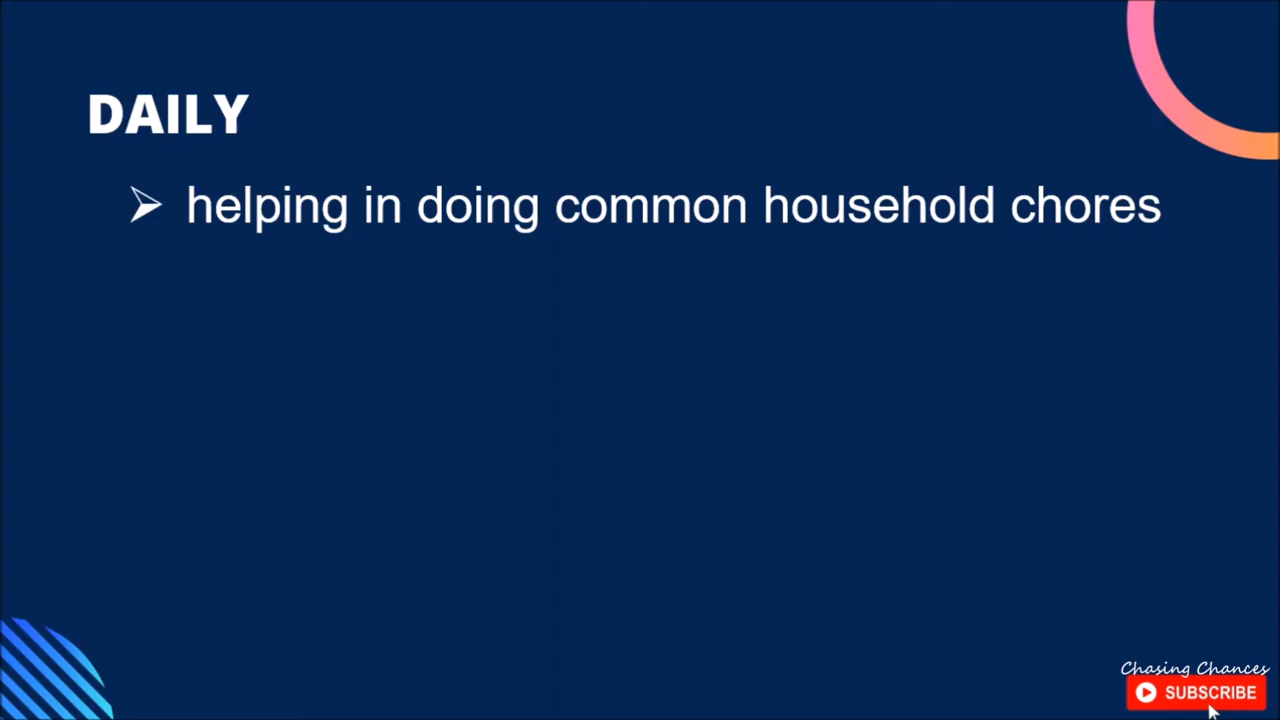 DAILY
➢ helping in doing common household chores
Chasing Chances
SUBSCRIBE